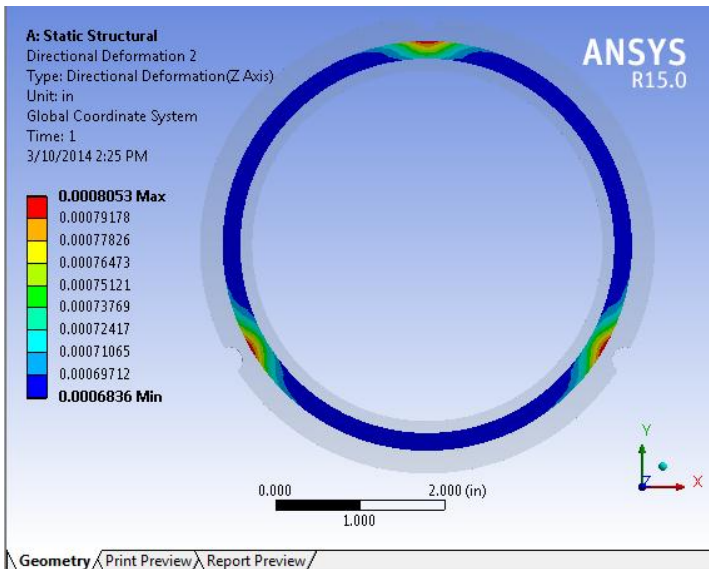 A: Static Structural
Directional Deformation 2
Type: Directional Deformation(Z Axis)
Unit: in
Global Coordinate System
Time: 1
3/10/2014 2:25 PM
ANSYS
R15.0
0.0008053 Max
0.00079178
0.00077826
0.00076473
0.00075121
0.00073769
0.00072417
0.00071065
0.00069712
0.0006836 Min
0.000 2.000 (in)
1.000
Y
Z X
Geometry Print Preview Report Preview